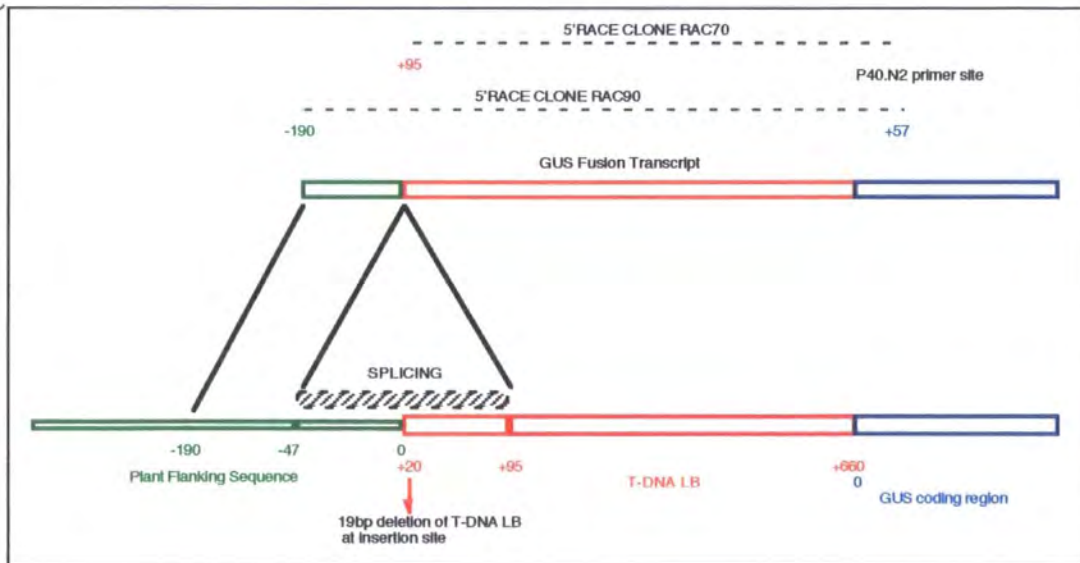 5'RACE CLONE RAC70
+95
P40.N2 primer site
5'RACE CLONE RAC90
-190
+57
GUS Fusion Transcript
SPLICING
-190
-47
0
+20
+95
+660
0
Plant Flanking Sequence
T-DNA LB
GUS coding region
19bp deletion of T-DNA LB
at insertion site